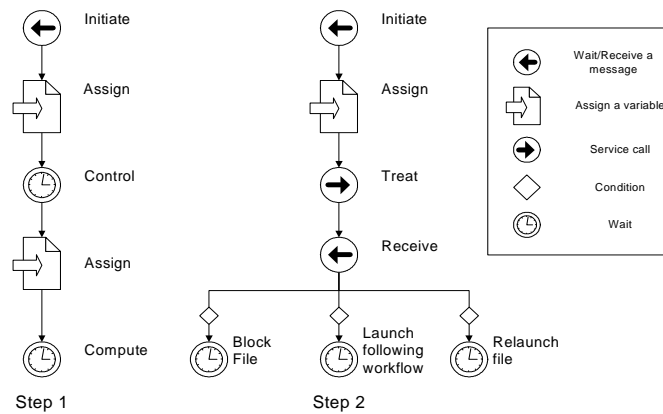 Initiate
Assign
Control
Assign
Compute
Step 1
Initiate
Assign
Treat
Receive
Block
File
Launch
following
workflow
Relaunch
file
Step 2
Wait/Receive a
message
Assign a variable
Service call
Condition
Wait